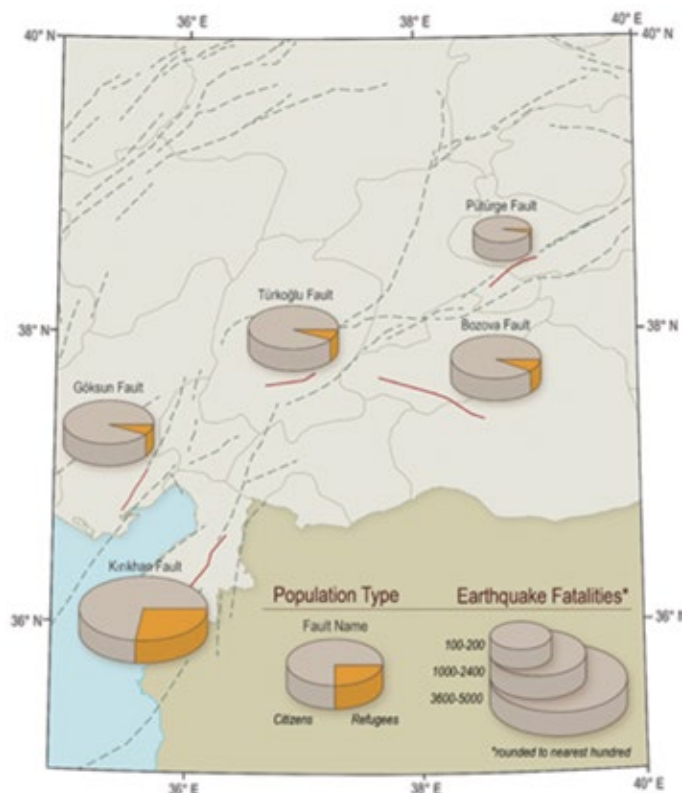 36° E
38° E
40° E
40° N
40° N
Pütürge Fault
Türkoğlu Fault
38° N
Bozova Fault
38° N
Göksun Fault
Kırıkhan Fault
Population Type
Earthquake Fatalities*
36° N
36° N
Fault Name
100-200
1000-2400
3600-5000
Citizens
Refugees
*rounded to nearest hundred
36° E
38° E
40° E